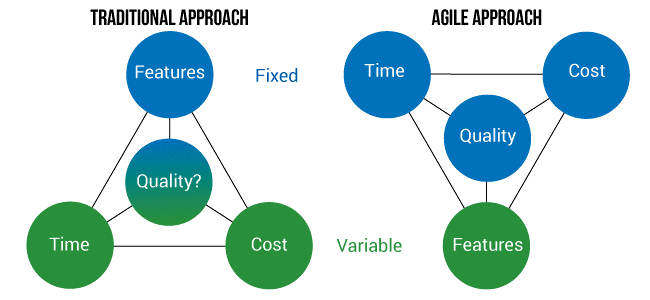 TRADITIONAL APPROACH
Features
Fixed
Quality?
Time
Cost
Variable
AGILE APPROACH
Time
Cost
Quality
Features